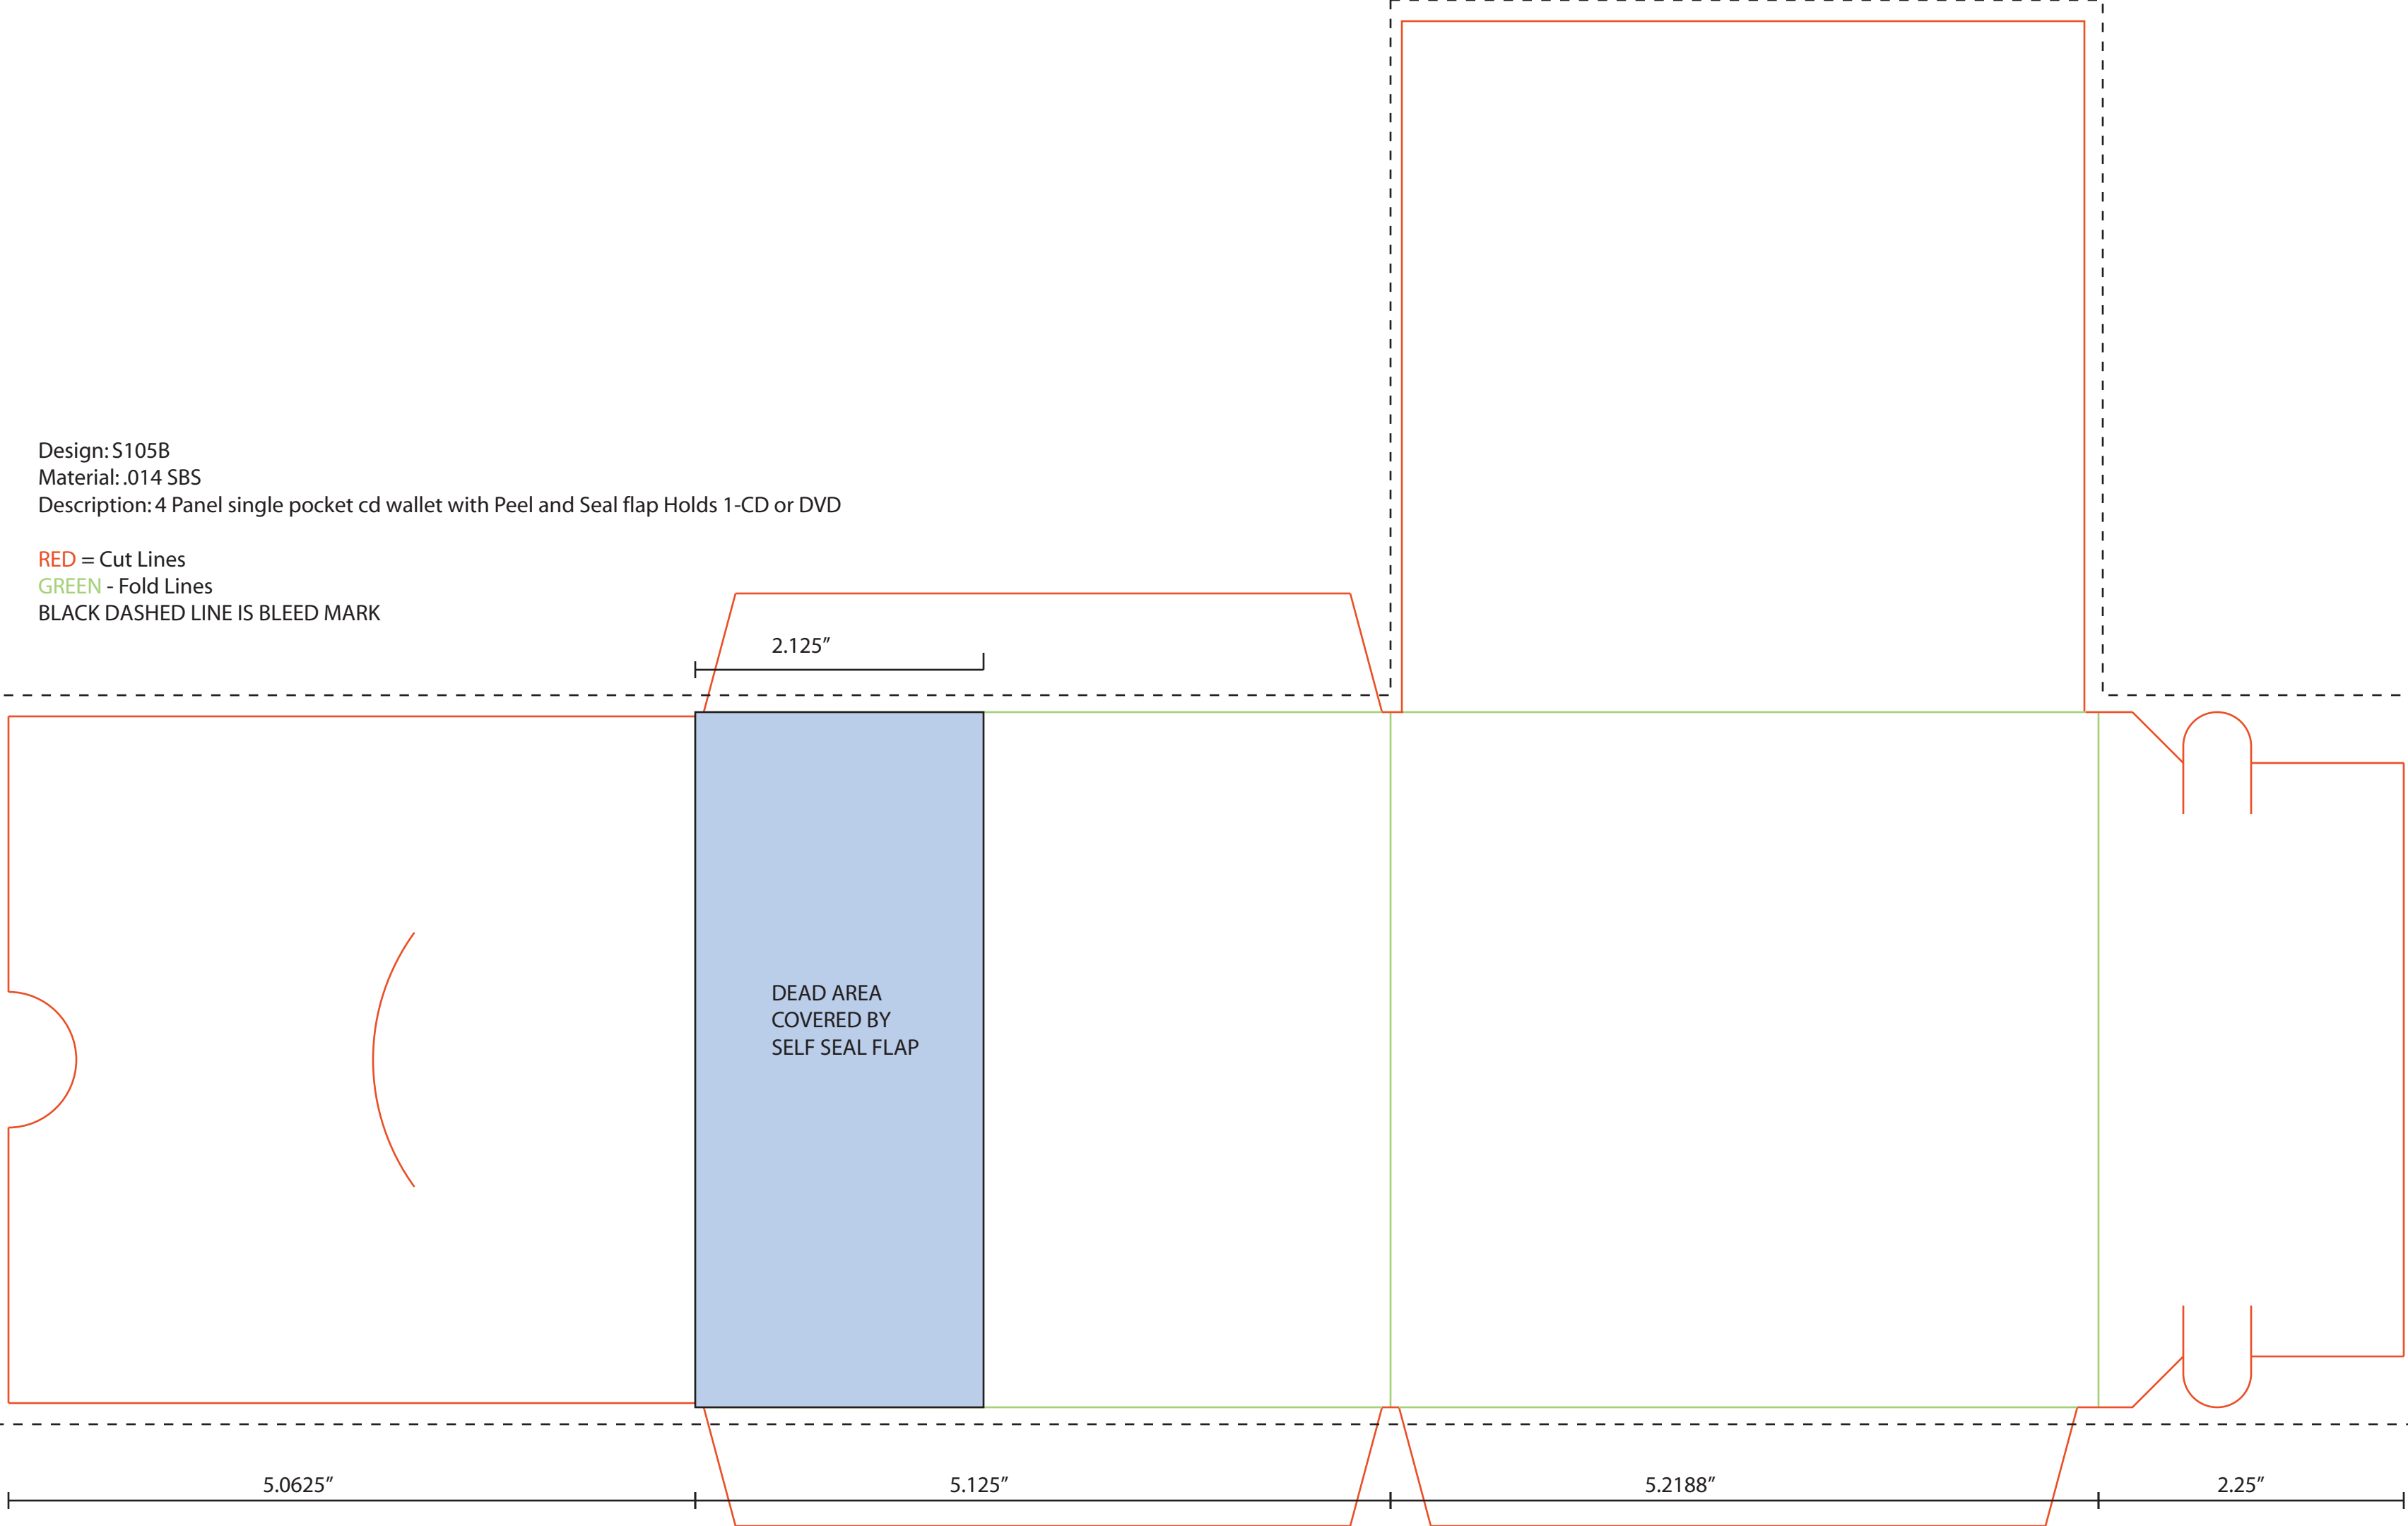 Design: S105B
Material: .014 SBS
Description: 4 Panel single pocket cd wallet with Peel and Seal flap Holds 1-CD or DVD
RED = Cut Lines
GREEN - Fold Lines
BLACK DASHED LINE IS BLEED MARK
2.125”
DEAD AREA
COVERED BY
SELF SEAL FLAP
5.0625”
5.125”
5.2188”
2.25”